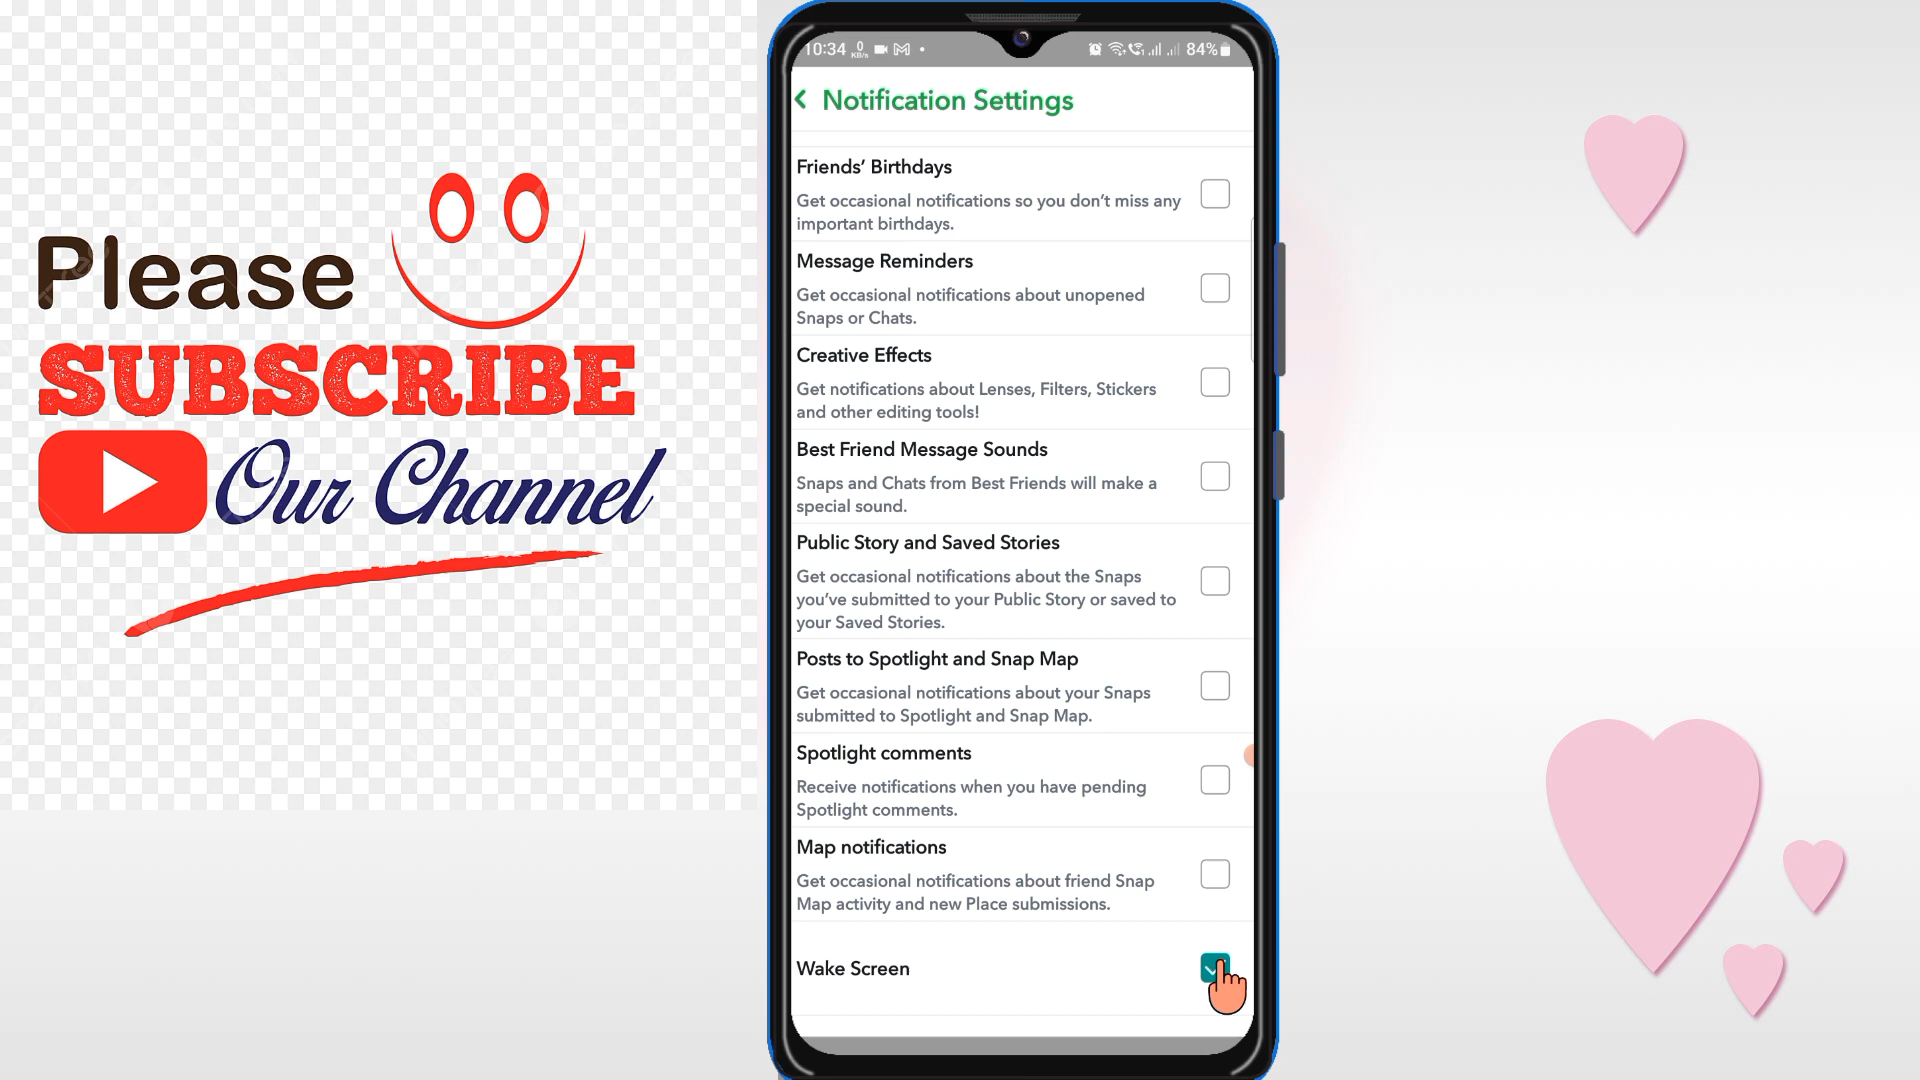 Please
SUBSCRIBE
Our Channel
10:34 0 KB/s 84%
Notification Settings
Friends’ Birthdays
Get occasional notifications so you don’t miss any
important birthdays.
Message Reminders
Get occasional notifications about unopened
Snaps or Chats.
Creative Effects
Get notifications about Lenses, Filters, Stickers
and other editing tools!
Best Friend Message Sounds
Snaps and Chats from Best Friends will make a
special sound.
Public Story and Saved Stories
Get occasional notifications about the Snaps
you’ve submitted to your Public Story or saved to
your Saved Stories.
Posts to Spotlight and Snap Map
Get occasional notifications about your Snaps
submitted to Spotlight and Snap Map.
Spotlight comments
Receive notifications when you have pending
Spotlight comments.
Map notifications
Get occasional notifications about friend Snap
Map activity and new Place submissions.
Wake Screen